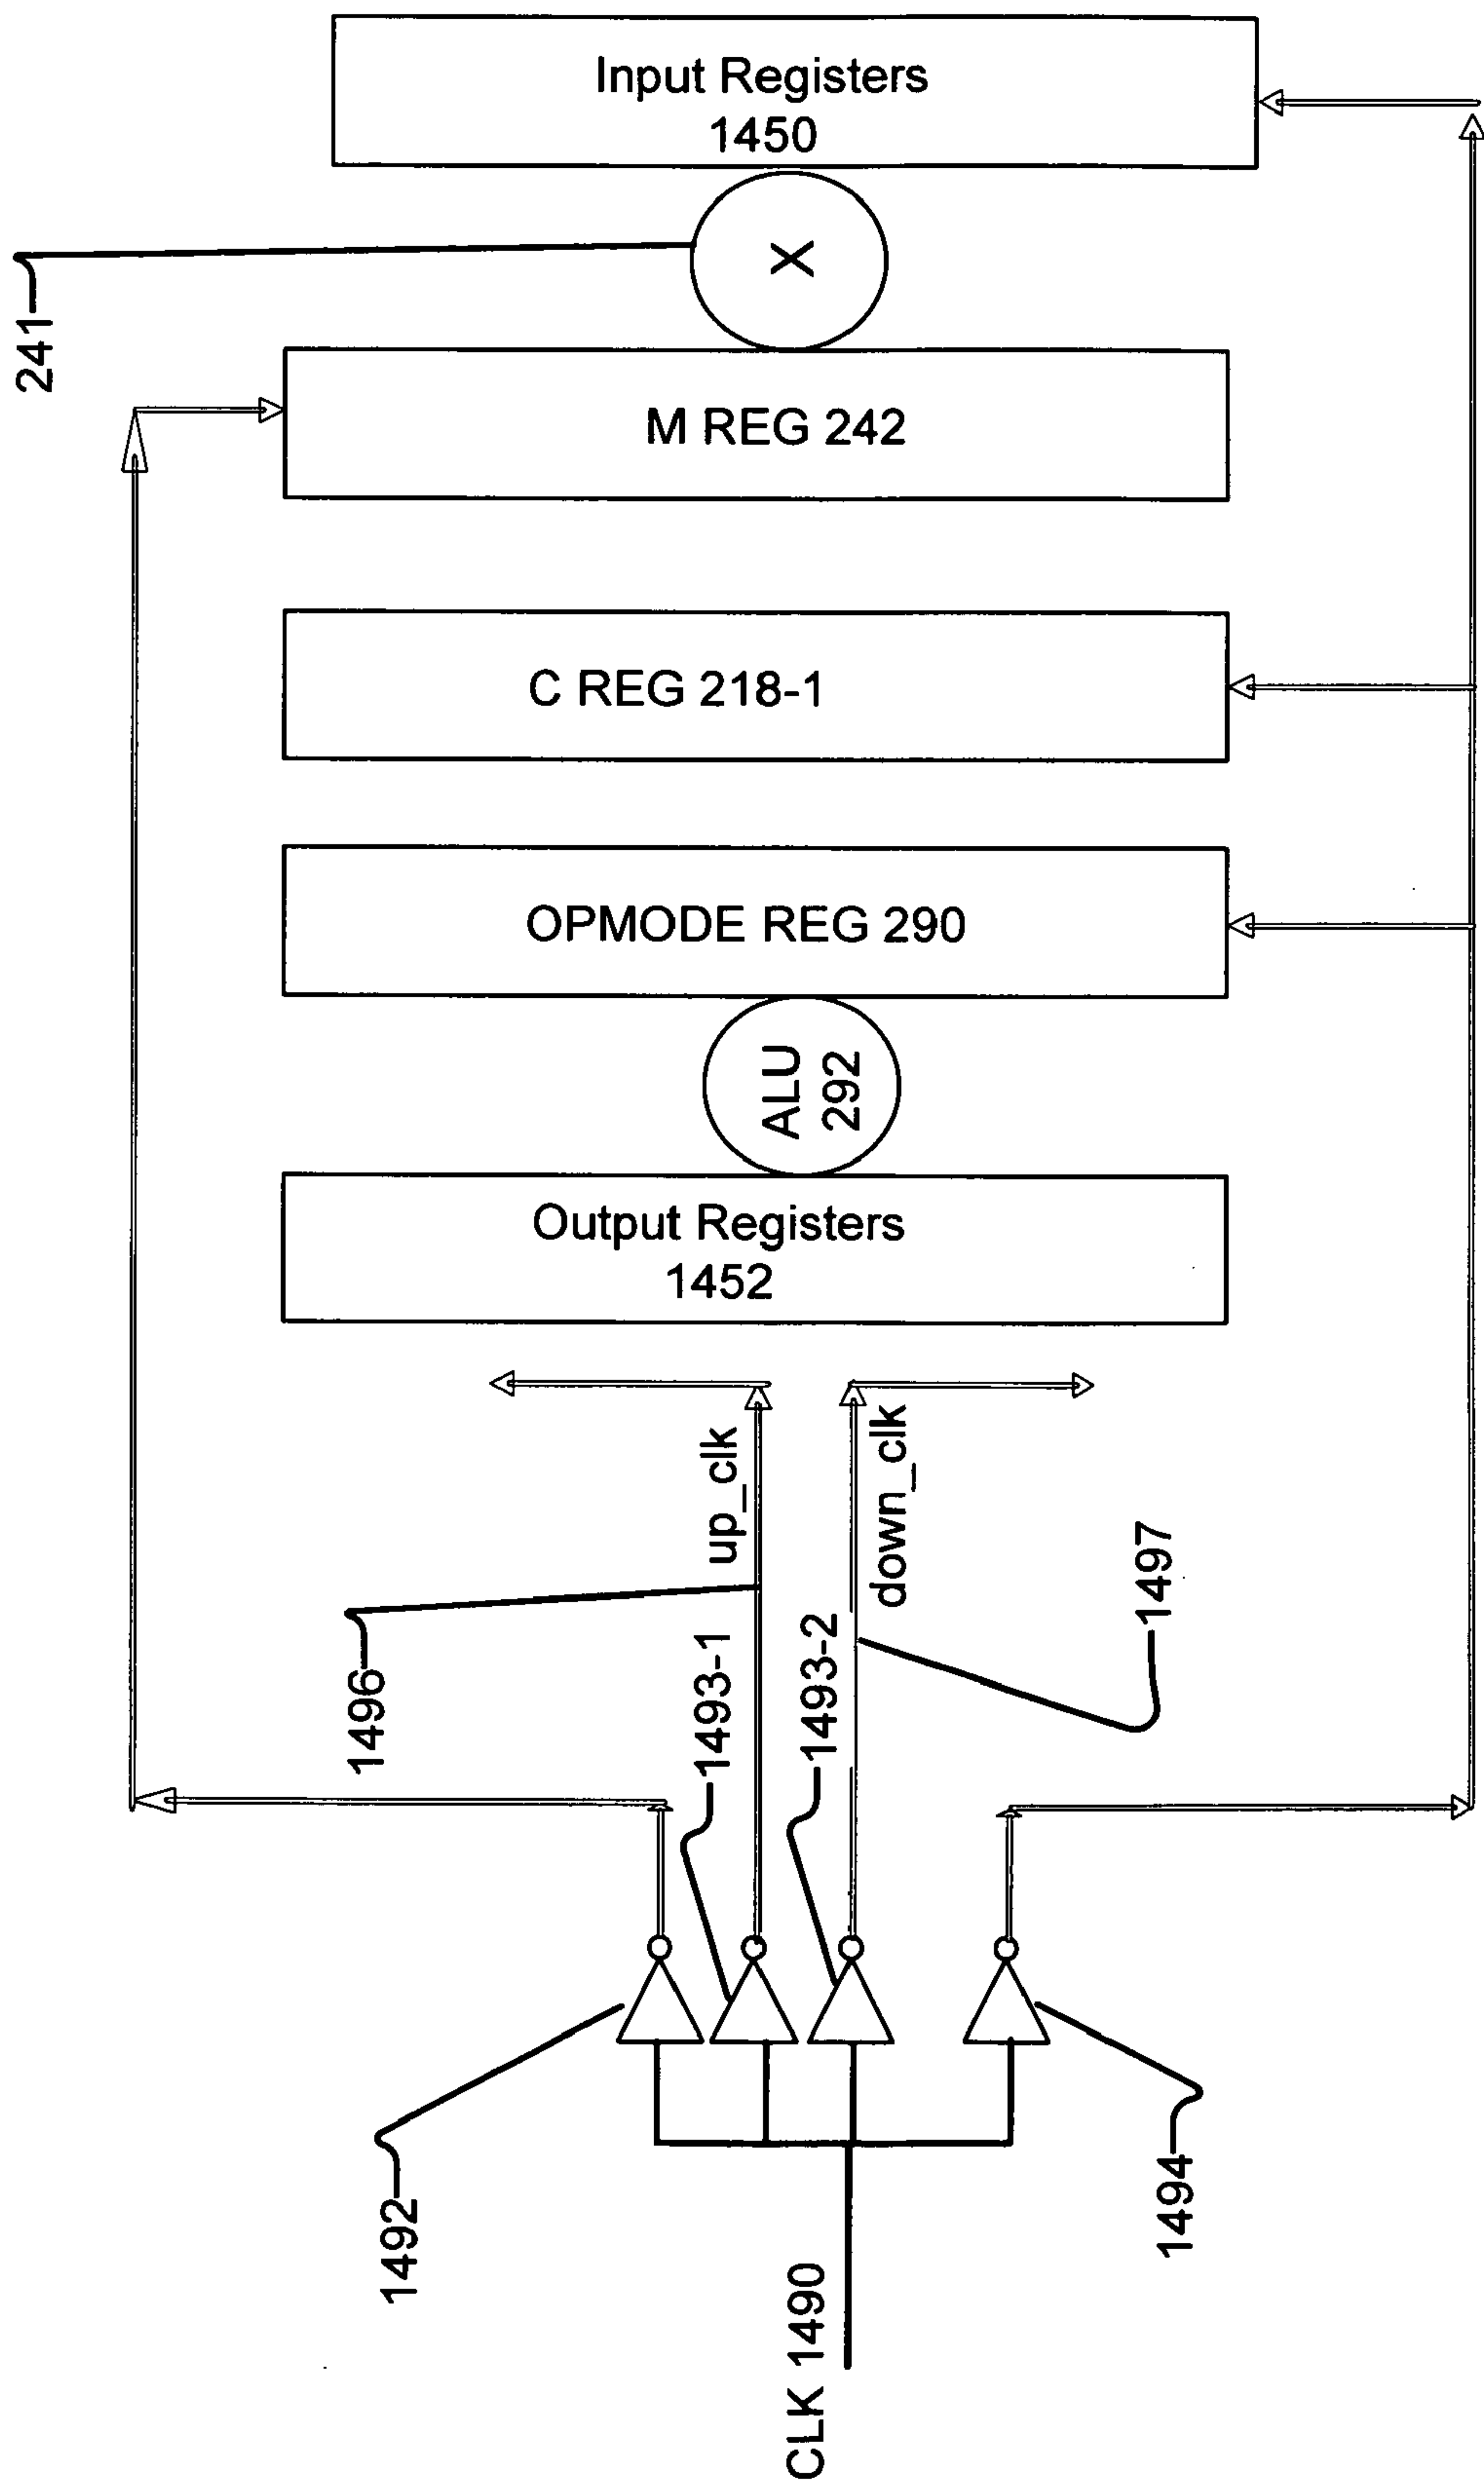 Input Registers
1450
241
X
M REG 242
C REG 218-1
OPMODE REG 290
ALU
292
Output Registers
1452
up_clk
down_clk
1496
1493-1
1493-2
1497
1492
1494
CLK 1490